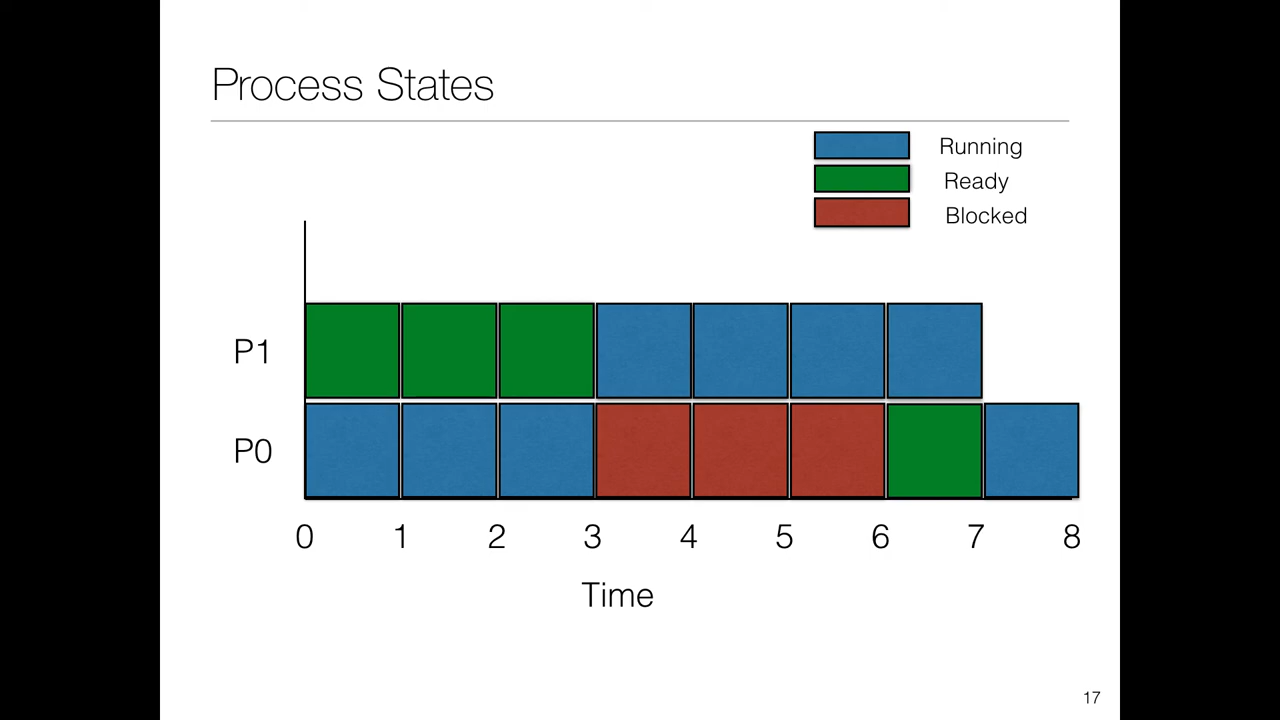 Process States
Running
Ready
Blocked
P1
P0
0 1 2 3 4 5 6 7 8
Time
17